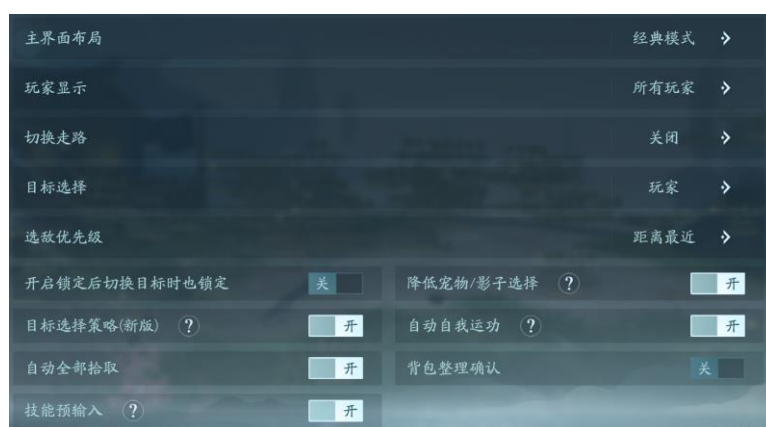 主界面布局 经典模式
玩家显示 所有玩家
切换走路 关闭
目标选择 玩家
选敌优先级 距离最近
开启锁定后切换目标时也锁定 关 降低宠物/影子选择 ? 开
目标选择策略(新版) ? 开 自动自我运功 ? 开
自动全部拾取 开 背包整理确认 关
技能预输入 ? 开